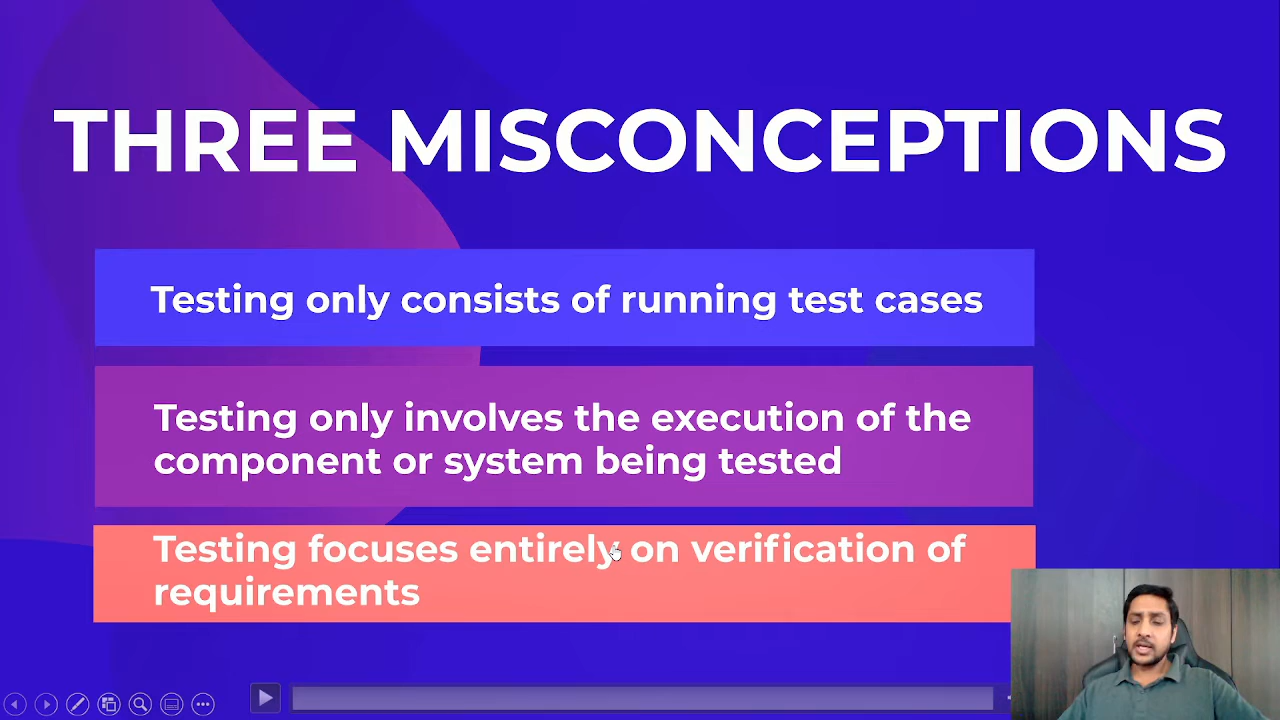 THREE MISCONCEPTIONS
Testing only consists of running test cases
Testing only involves the execution of the
component or system being tested
Testing focuses entirely on verification of
requirements